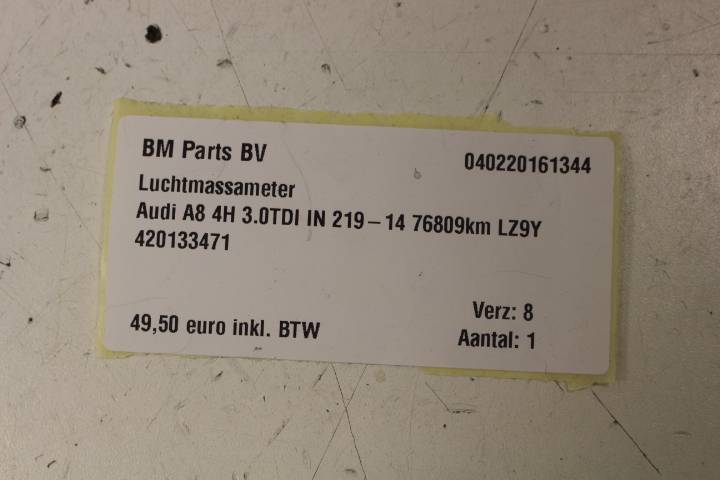 BM Parts BV 040220161344
Luchtmassameter
Audi A8 4H 3.0TDI IN 219-14 76809km LZ9Y
420133471
Verz: 8
49,50 euro inkl. BTW
Aantal: 1